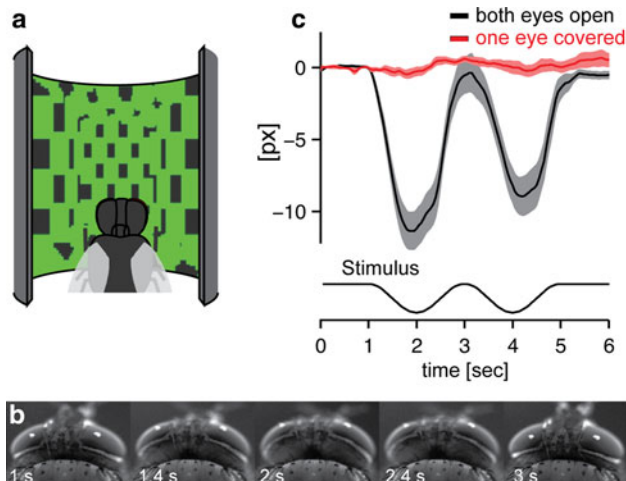 a
c
both eyes open
one eye covered
0
−5
−10
[px]
Stimulus
0 1 2 3 4 5 6
time [sec]
b
1 s 1.4 s 2 s 2.4 s 3 s